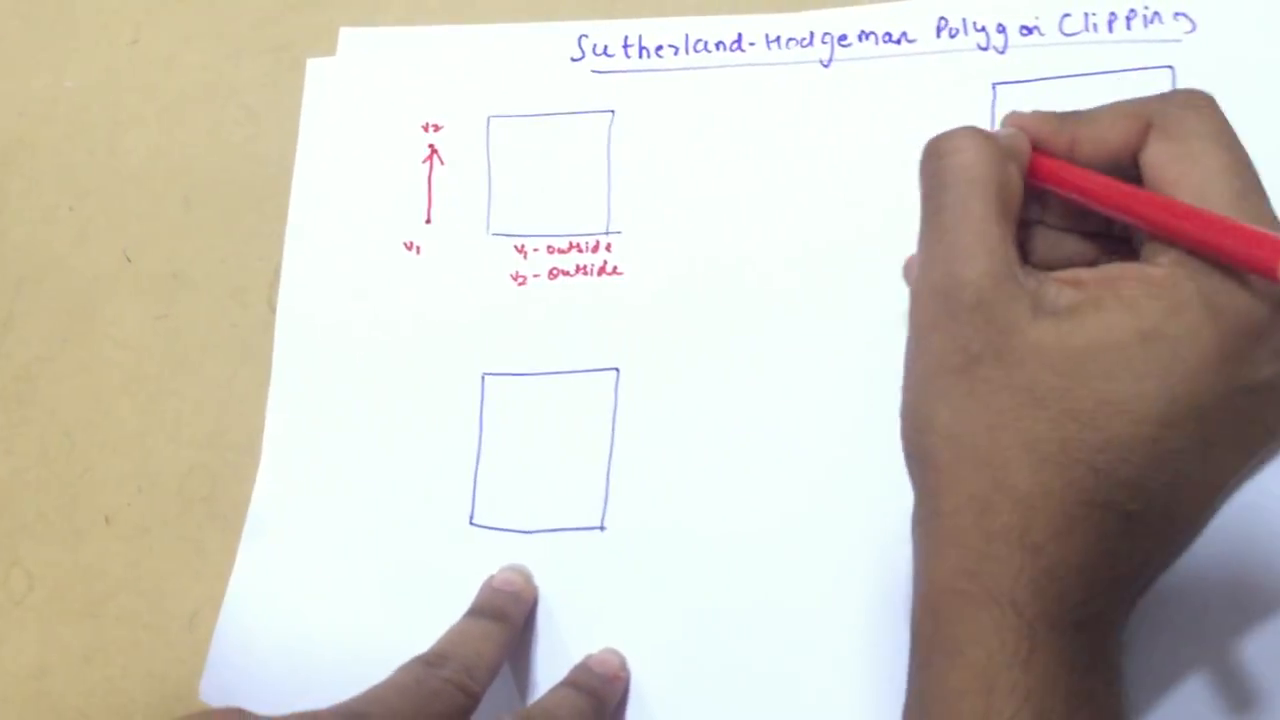 Sutherland-Hodgeman Polygon Clipping
v2
v1
v1 - outside
v2 - outside